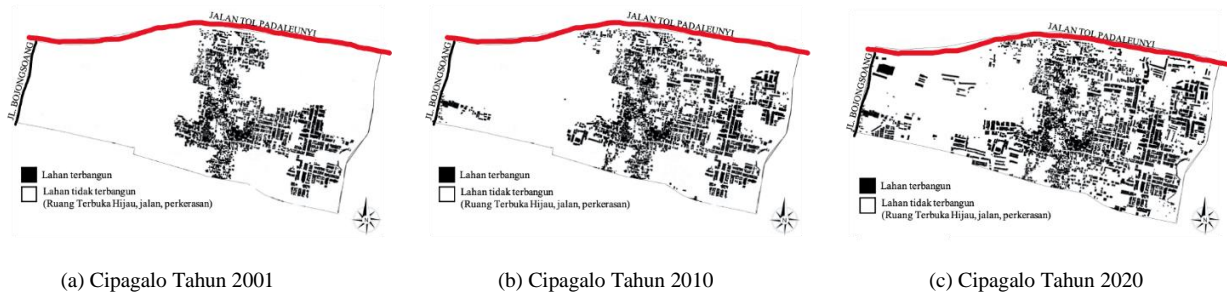 JALAN TOL PADALEUNYI
JL. BOJONGSOANG
Lahan terbangun
Lahan tidak terbangun
(Ruang Terbuka Hijau, jalan, perkerasan)
N
(a) Cipagalo Tahun 2001
JALAN TOL PADALEUNYI
JL. BOJONGSOANG
Lahan terbangun
Lahan tidak terbangun
(Ruang Terbuka Hijau, jalan, perkerasan)
N
(b) Cipagalo Tahun 2010
JALAN TOL PADALEUNYI
JL. BOJONGSOANG
Lahan terbangun
Lahan tidak terbangun
(Ruang Terbuka Hijau, jalan, perkerasan)
N
(c) Cipagalo Tahun 2020